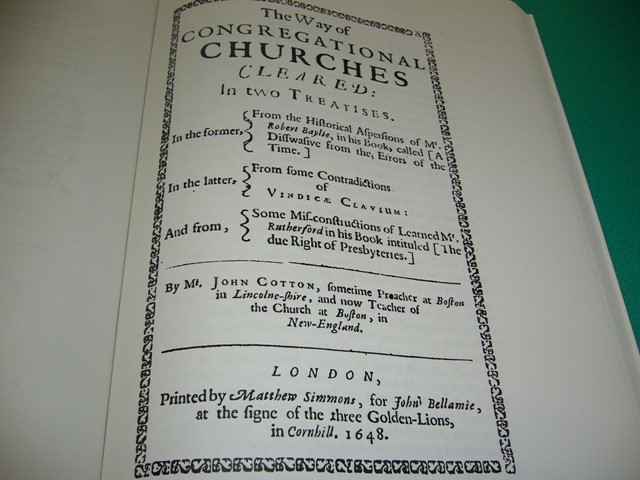 The Way of
CONGREGATIONAL
CHURCHES
CLEARED:
In two TREATISES.
In the former, From the Hiſtorical Aſperſions of Mr.
Robert Baylie, in his Book, called [A
Diſſwaſive from the, Errors of the
Time.]
In the latter, From ſome Contradictions
of
VINDICÆ CLAVIUM:
And from, Some Miſ-conſtructions of Learned Mr.
Rutherford in his Book intituled [The
due Right of Presbyteries.]
By Mr. JOHN COTTON, ſometime Preacher at Boſton
in Lincolne-ſhire, and now Teacher of
the Church at Boſton, in
New-England.
LONDON,
Printed by Matthew Simmons, for John Bellamie,
at the ſigne of the three Golden-Lions,
in Cornhill. 1648.